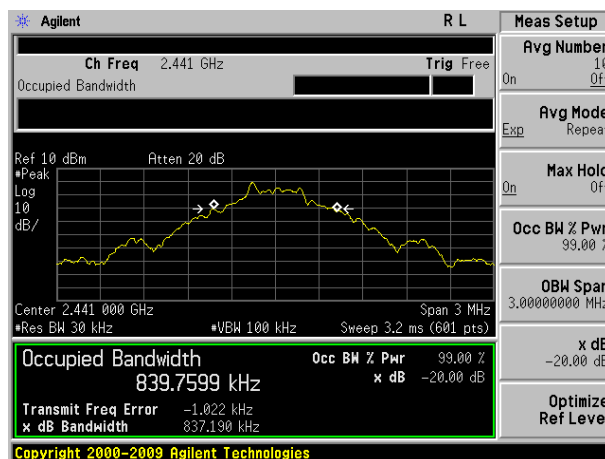 Agilent R L
Ch Freq 2.441 GHz Trig Free
Occupied Bandwidth
Ref 10 dBm Atten 20 dB
#Peak
Log
10
dB/
Center 2.441 000 GHz Span 3 MHz
#Res BW 30 kHz #VBW 100 kHz Sweep 3.2 ms (601 pts)
Occupied Bandwidth
839.7599 kHz
Occ BW % Pwr 99.00 %
x dB -20.00 dB
Transmit Freq Error -1.022 kHz
x dB Bandwidth 837.190 kHz
Copyright 2000-2009 Agilent Technologies
Meas Setup
Avg Number
10
On Of
Avg Mode
Exp Repea
Max Hold
On Of
Occ BW % Pwr
99.00 %
OBW Span
3.00000000 MHz
x dB
-20.00 dB
Optimize
Ref Leve